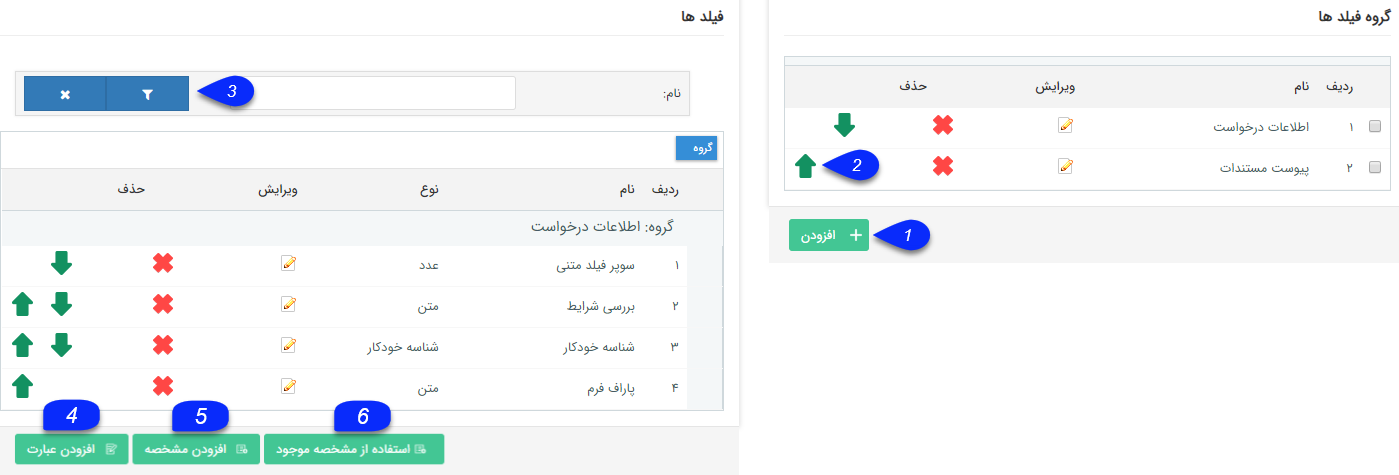 گروه فیلد ها
ردیف نام ویرایش حذف
۱ اطلاعات درخواست
۲ پیوست مستندات
2
افزودن
1
فیلد ها
نام:
3
گروه
ردیف نام نوع ویرایش حذف
گروه: اطلاعات درخواست
۱ سوپر فیلد متنی عدد
۲ بررسی شرایط متن
۳ شناسه خودکار شناسه خودکار
۴ پاراف فرم متن
6 5 4
استفاده از مشخصه موجود افزودن مشخصه افزودن عبارت